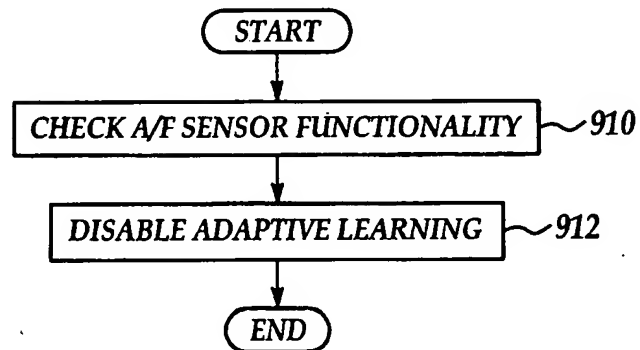 START
CHECK A/F SENSOR FUNCTIONALITY
910
DISABLE ADAPTIVE LEARNING
912
END